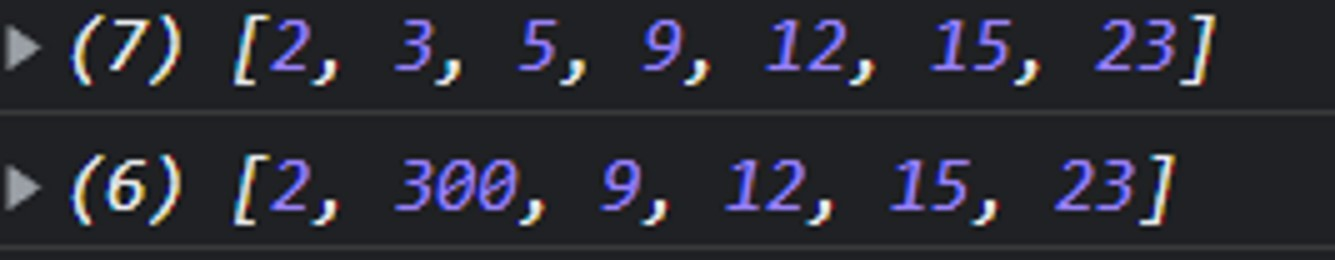 (7) [2, 3, 5, 9, 12, 15, 23]
(6) [2, 300, 9, 12, 15, 23]